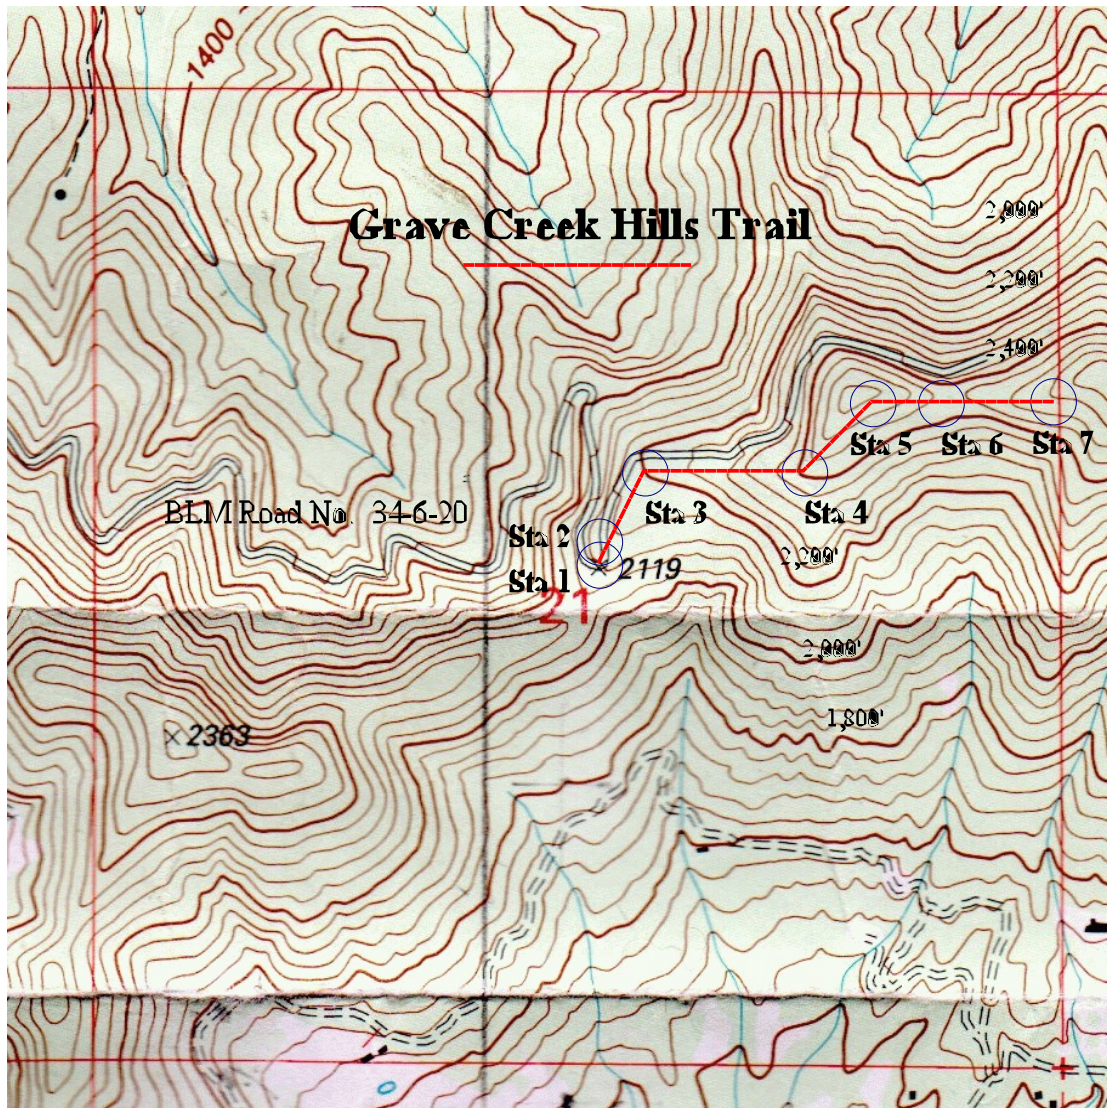 1400
2,000'
Grave Creek Hills Trail
2,200'
2,400'
Sta 5 Sta 6 Sta 7
BLM Road No. 34-6-20
Sta 3 Sta 4
Sta 2
2,200'
Sta 1 2119
21
2,000'
1,800'
2363